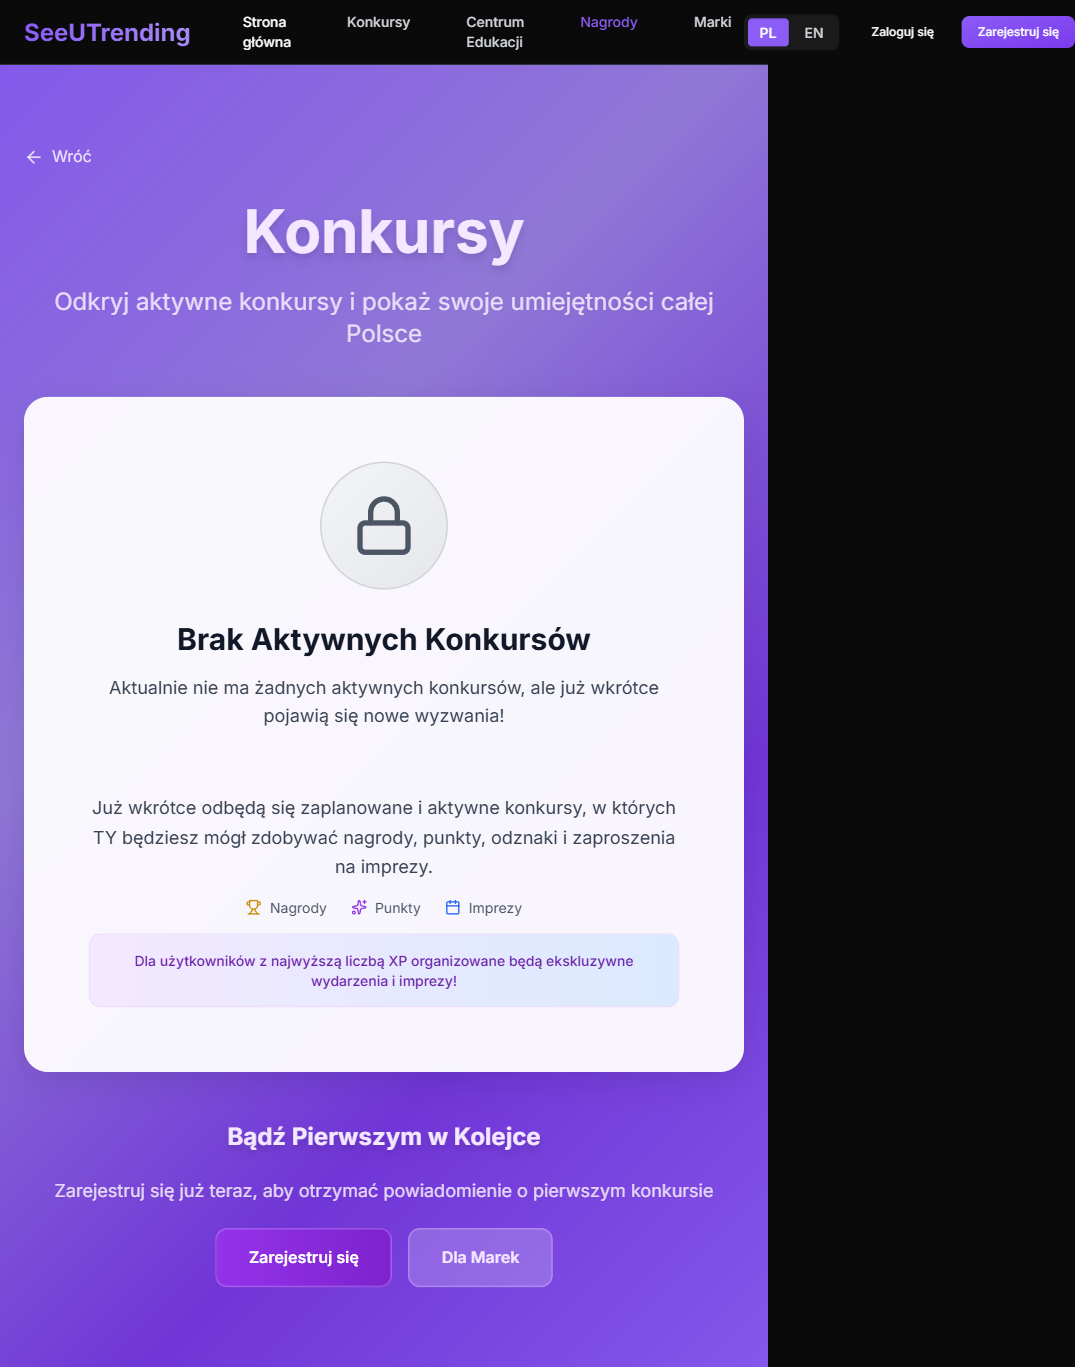 SeeUTrending
Strona
główna
Konkursy
Centrum
Edukacji
Nagrody
Marki
PL
EN
Zaloguj się
Zarejestruj się
Wróć
Konkursy
Odkryj aktywne konkursy i pokaż swoje umiejętności całej
Polsce
Brak Aktywnych Konkursów
Aktualnie nie ma żadnych aktywnych konkursów, ale już wkrótce
pojawią się nowe wyzwania!
Już wkrótce odbędą się zaplanowane i aktywne konkursy, w których
TY będziesz mógł zdobywać nagrody, punkty, odznaki i zaproszenia
na imprezy.
Nagrody
Punkty
Imprezy
Dla użytkowników z najwyższą liczbą XP organizowane będą ekskluzywne
wydarzenia i imprezy!
Bądź Pierwszym w Kolejce
Zarejestruj się już teraz, aby otrzymać powiadomienie o pierwszym konkursie
Zarejestruj się
Dla Marek